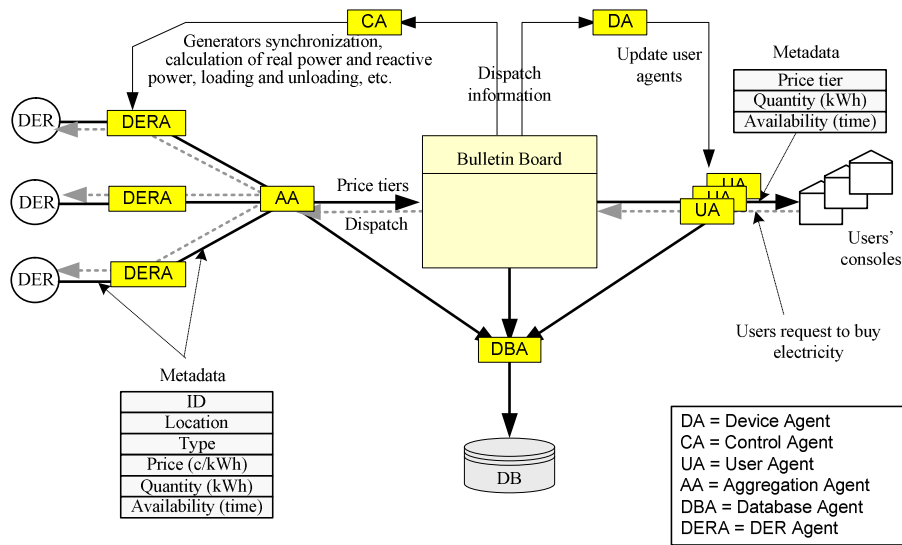 CA
DA
Generators synchronization,
calculation of real power and reactive
power, loading and unloading, etc.
Dispatch
information
Update user
agents
Metadata
Price tier
Quantity (kWh)
Availability (time)
DER
DERA
Bulletin Board
DER
DERA
AA
Price tiers
Dispatch
UA
UA
UA
Users'
consoles
DER
DERA
Users request to buy
electricity
DBA
Metadata
ID
Location
Type
Price (c/kWh)
Quantity (kWh)
Availability (time)
DB
DA = Device Agent
CA = Control Agent
UA = User Agent
AA = Aggregation Agent
DBA = Database Agent
DERA = DER Agent